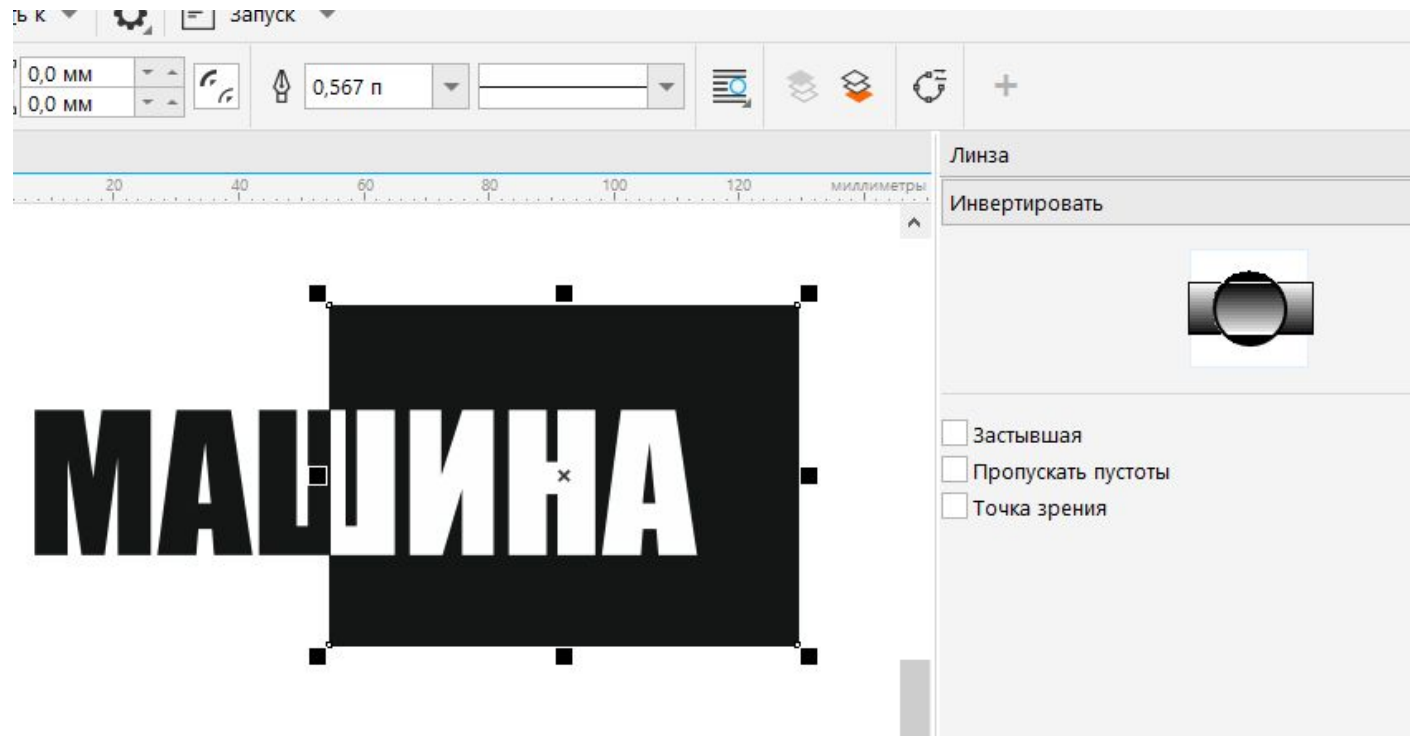 Запуск
0,0 мм
0,0 мм
0,567 п
Линза
20 40 60 80 100 120 миллиметры
Инвертировать
МАШИНА
Застывшая
Пропускать пустоты
Точка зрения